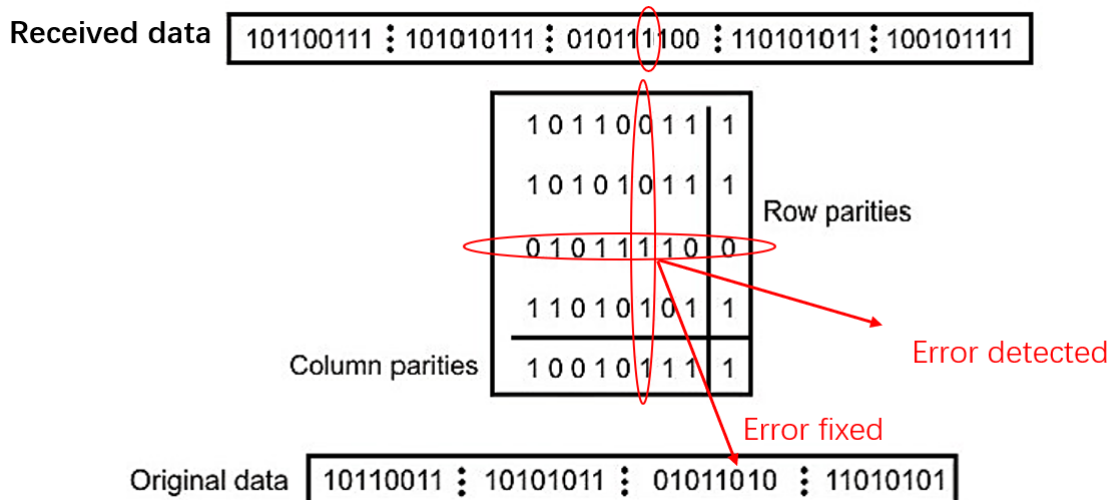 Received data 101100111 ⋮ 101010111 ⋮ 010111100 ⋮ 110101011 ⋮ 100101111
1 0 1 1 0 0 1 1 1
1 0 1 0 1 0 1 1 1
Row parities
0 1 0 1 1 1 1 0 0
1 1 0 1 0 1 0 1 1
Error detected
Column parities 1 0 0 1 0 1 1 1 1
Error fixed
Original data 10110011 ⋮ 10101011 ⋮ 01011010 ⋮ 11010101